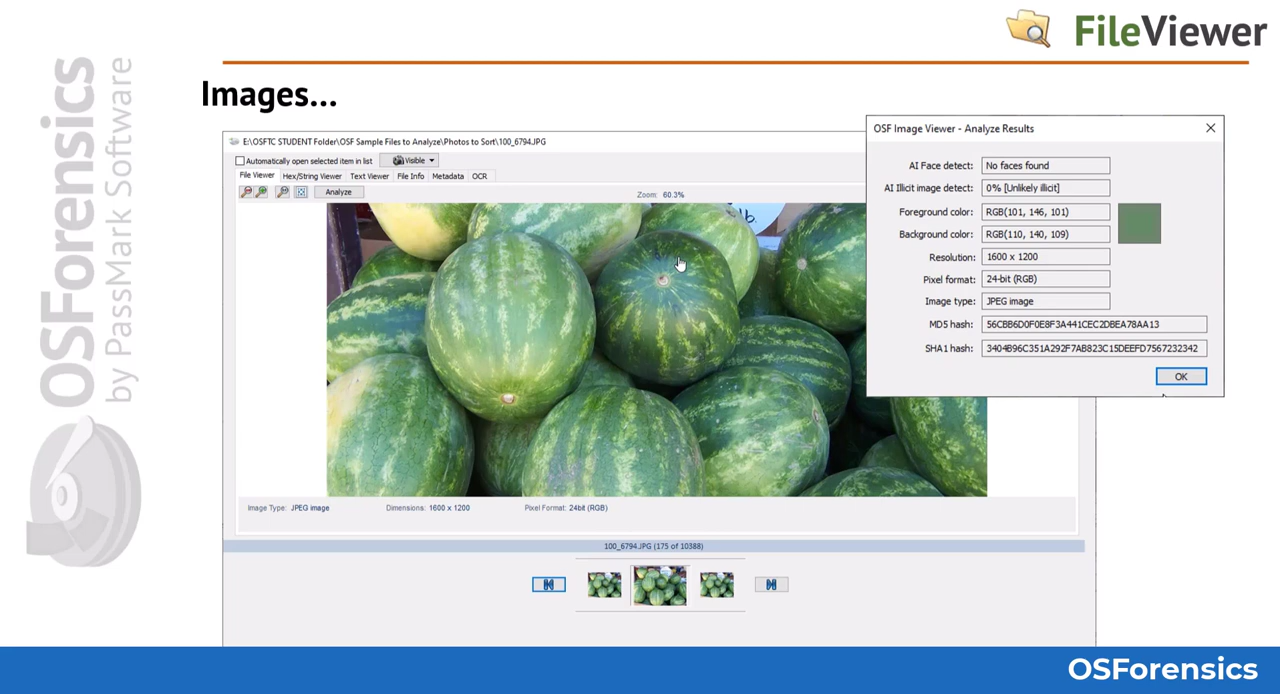 FileViewer
OSForensics
by PassMark Software
Images...
E:\OSFTC STUDENT Folder\OSF Sample Files to Analyze\Photos to Sort\100_6794.JPG
Automatically open selected item in list
Visible
File Viewer Hex/String Viewer Text Viewer File Info Metadata OCR
Analyze
Zoom: 60.3%
lb.
Image Type: JPEG image Dimensions: 1600 x 1200 Pixel Format: 24bit (RGB)
100_6794.JPG (175 of 10388)
OSF Image Viewer - Analyze Results
AI Face detect: No faces found
AI Illicit image detect: 0% [Unlikely illicit]
Foreground color: RGB(101, 146, 101)
Background color: RGB(110, 140, 109)
Resolution: 1600 x 1200
Pixel format: 24-bit (RGB)
Image type: JPEG image
MD5 hash: 56CBB6D0F0E8F3A441CEC2DBEA78AA13
SHA1 hash: 3404B96C351A292F7AB823C15DEEFD7567232342
OK
OSForensics